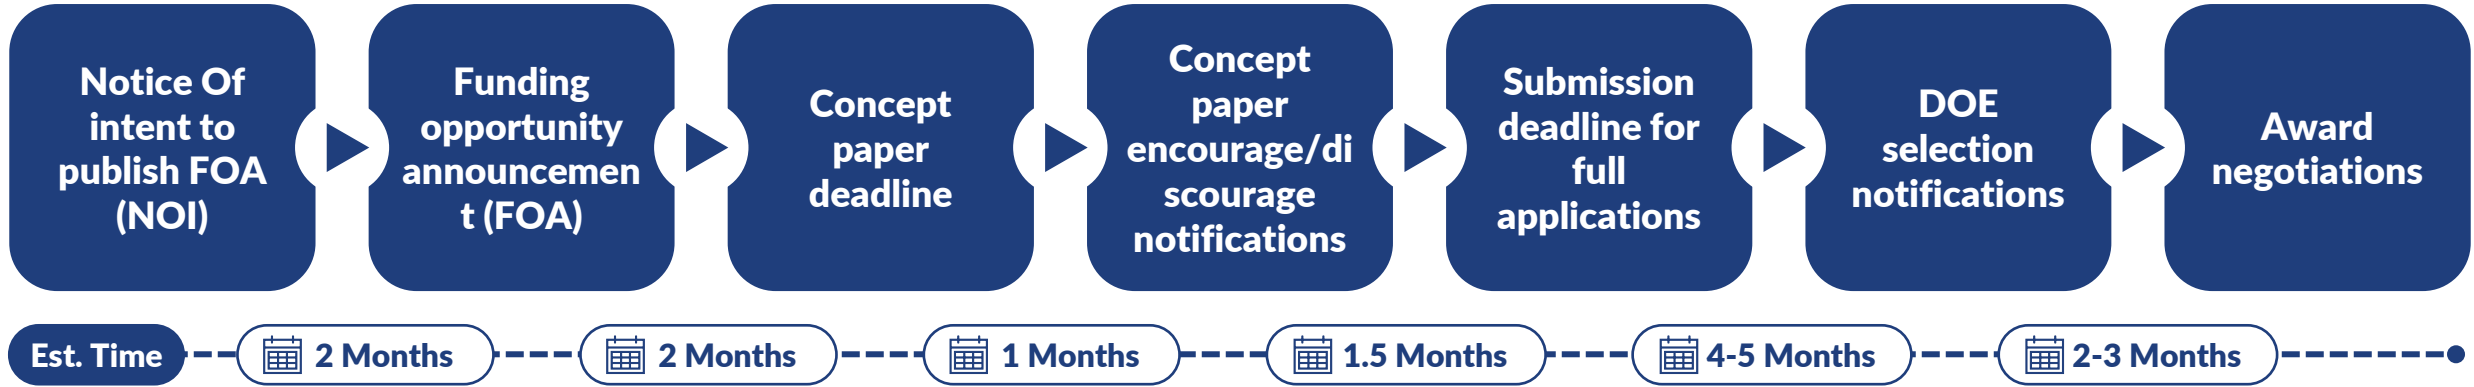 Notice Of
intent to
publish FOA
(NOI)
Funding
opportunity
announcemen
t (FOA)
Concept
paper
deadline
Concept
paper
encourage/di
scourage
notifications
Submission
deadline for
full
applications
DOE
selection
notifications
Award
negotiations
Est. Time
2 Months
2 Months
1 Months
1.5 Months
4-5 Months
2-3 Months